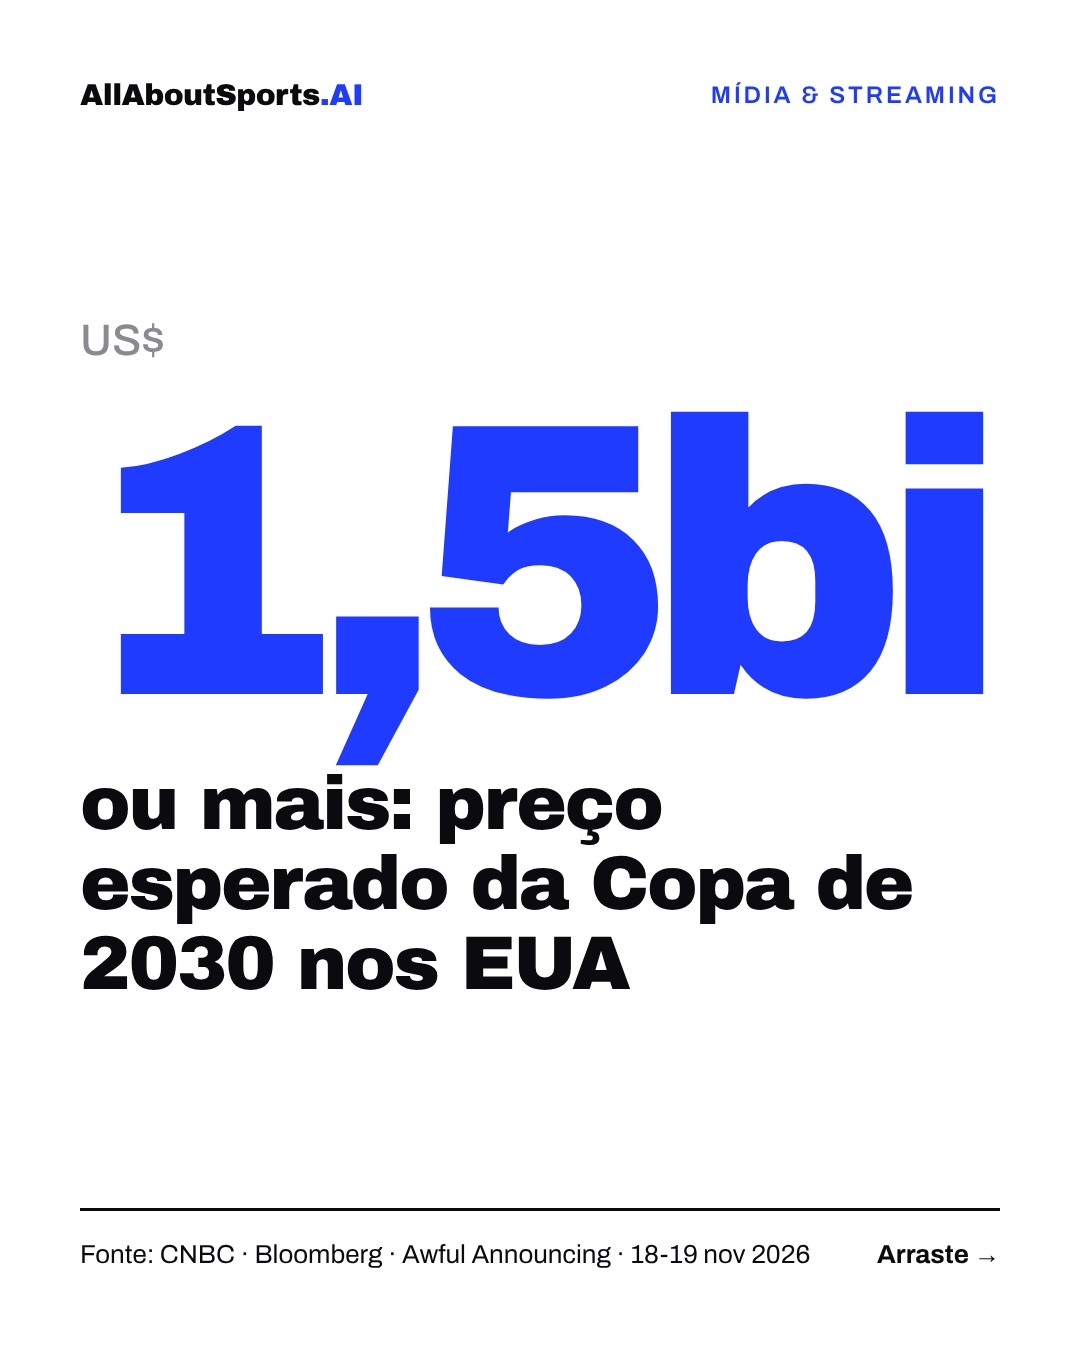 AllAboutSports.AI
MÍDIA & STREAMING
US$
1,5bi
ou mais: preço
esperado da Copa de
2030 nos EUA
Fonte: CNBC · Bloomberg · Awful Announcing · 18-19 nov 2026
Arraste →